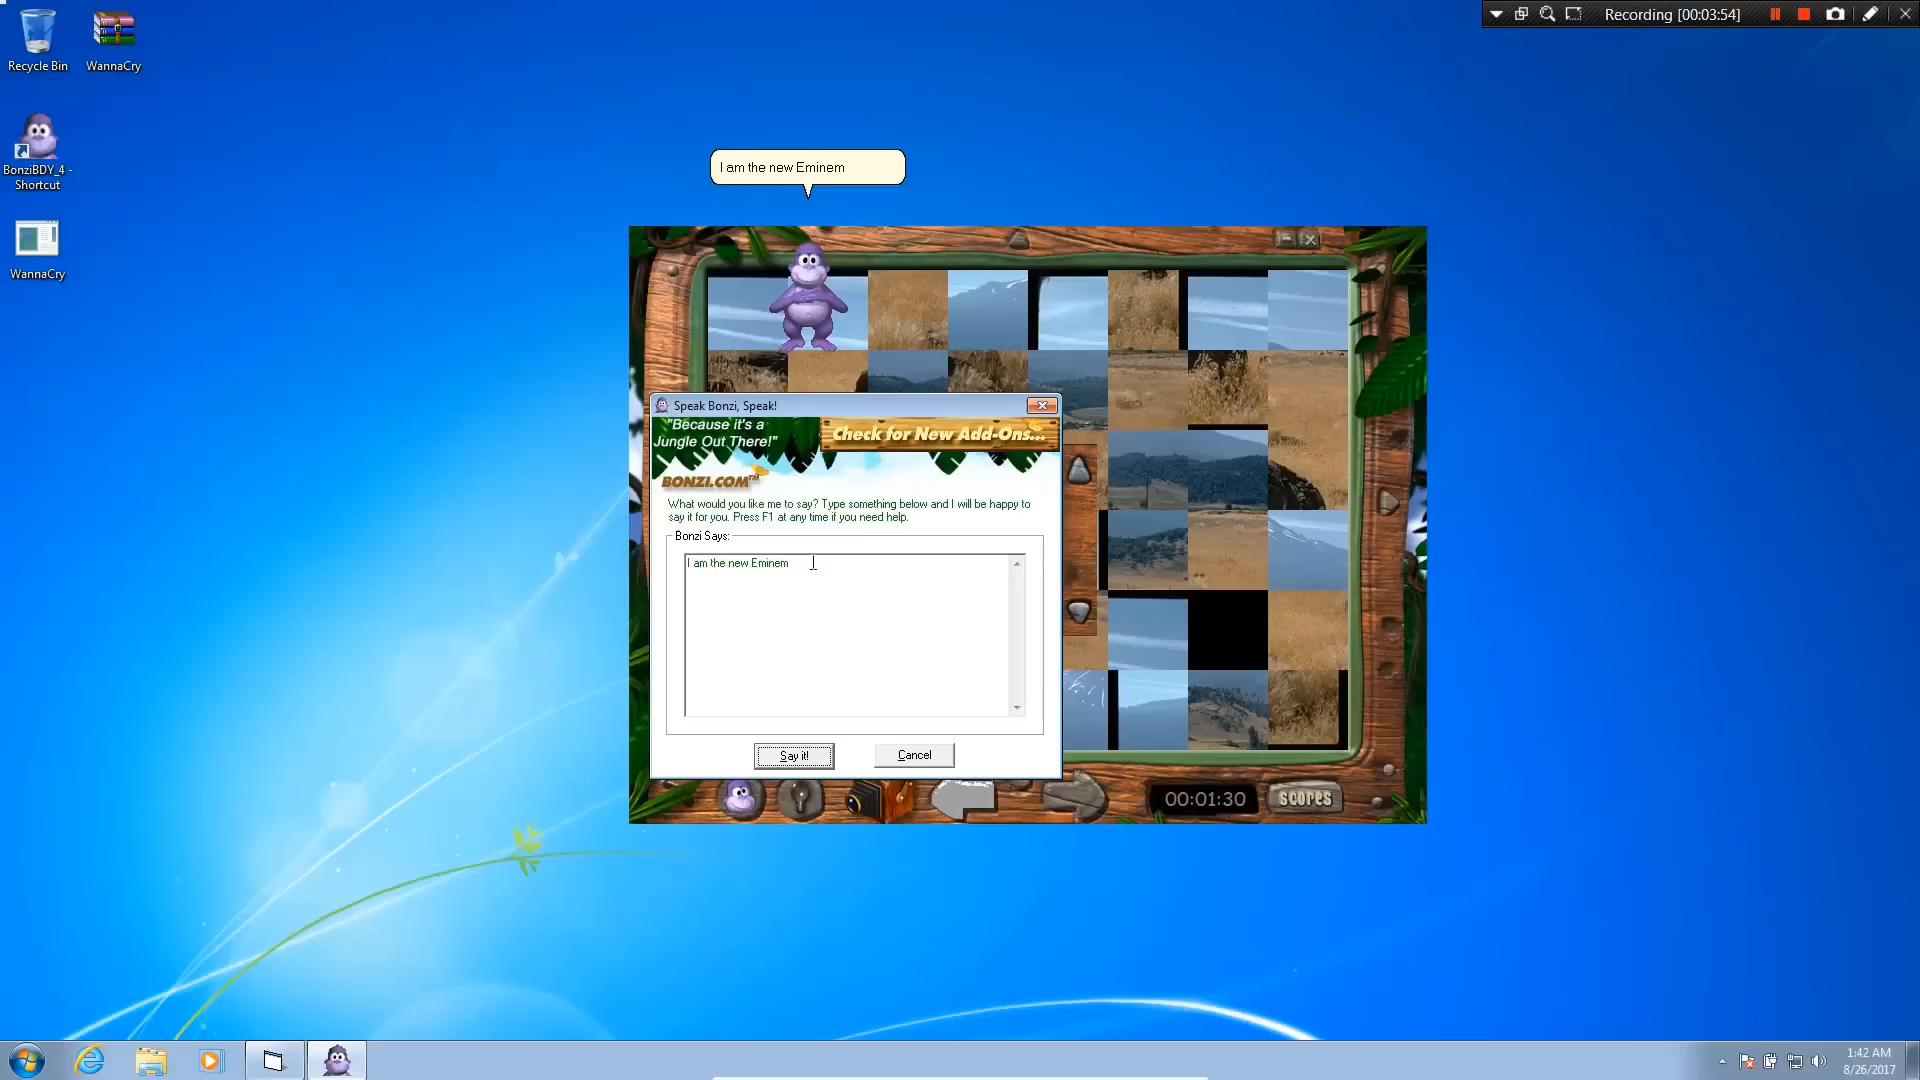 Recording [00:03:54]
Recycle Bin
WannaCry
BonziBDY_4 -
Shortcut
WannaCry
I am the new Eminem
Speak Bonzi, Speak!
"Because it's a
Jungle Out There!"
Check for New Add-Ons...
BONZI.COM™
What would you like me to say? Type something below and I will be happy to
say it for you. Press F1 at any time if you need help.
Bonzi Says:
I am the new Eminem
Say it!
Cancel
00:01:30
scores
1:42 AM
8/26/2017